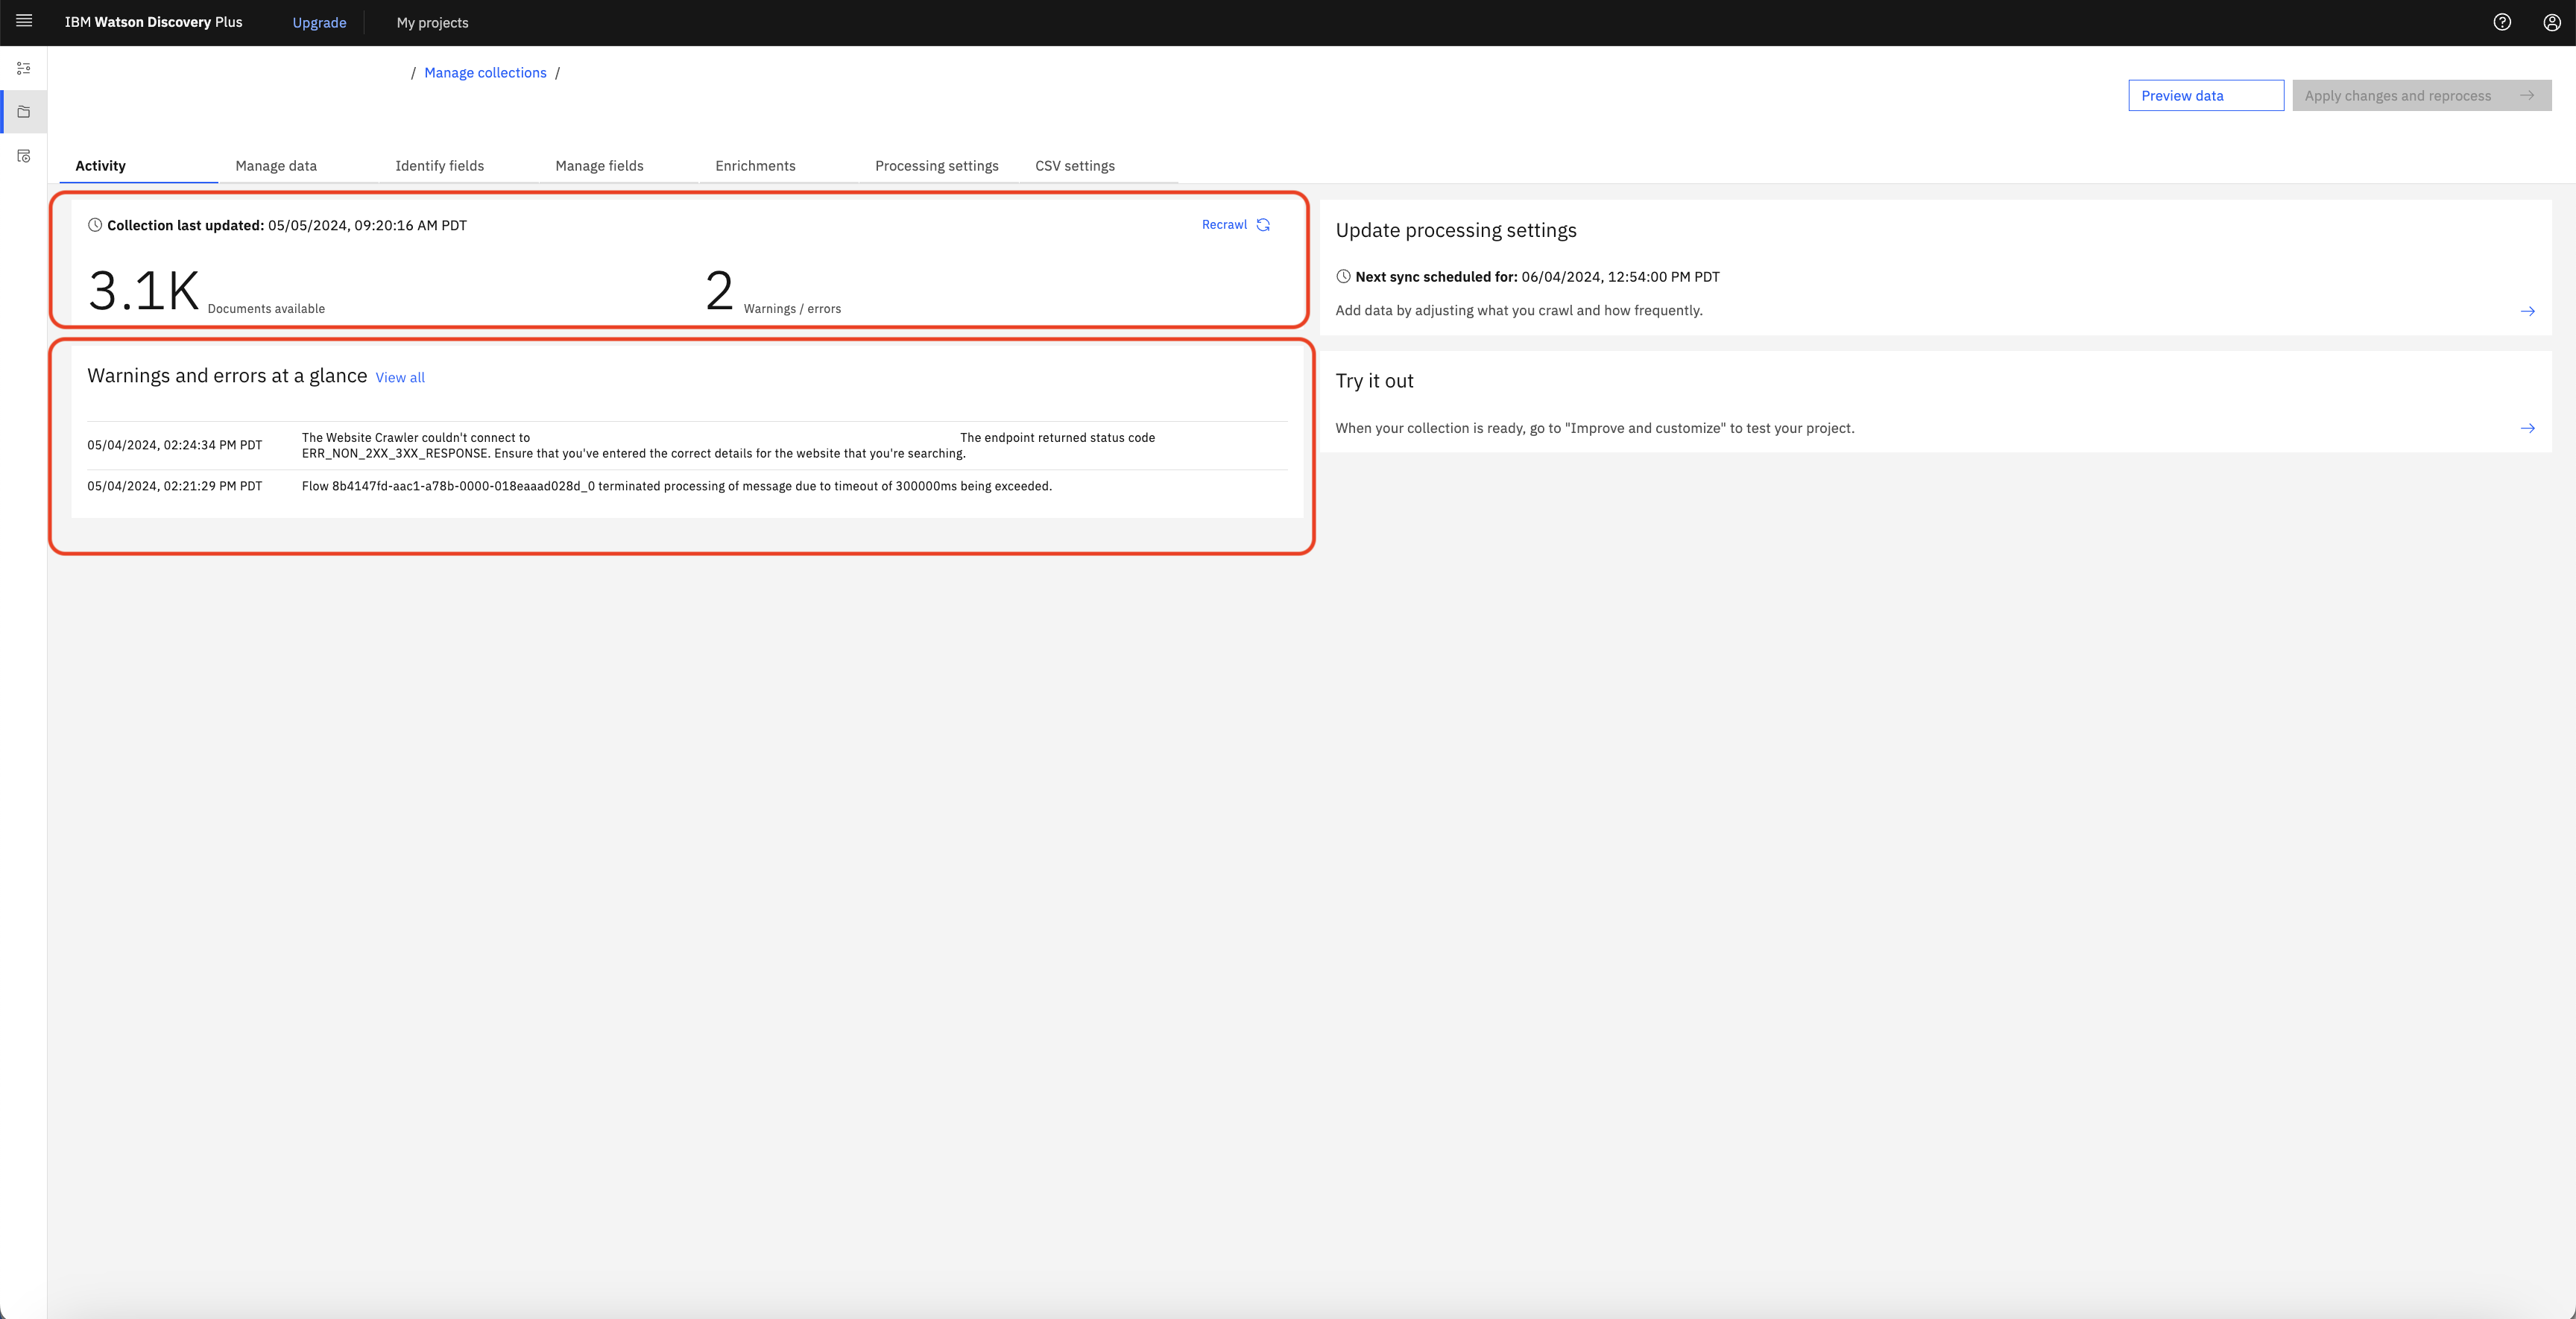 IBM Watson Discovery Plus
Upgrade
My projects
/ Manage collections /
Preview data
Apply changes and reprocess
Activity
Manage data
Identify fields
Manage fields
Enrichments
Processing settings
CSV settings
Collection last updated: 05/05/2024, 09:20:16 AM PDT
Recrawl
3.1K Documents available
2 Warnings / errors
Warnings and errors at a glance View all
05/04/2024, 02:24:34 PM PDT
The Website Crawler couldn't connect to The endpoint returned status code
ERR_NON_2XX_3XX_RESPONSE. Ensure that you've entered the correct details for the website that you're searching.
05/04/2024, 02:21:29 PM PDT
Flow 8b4147fd-aac1-a78b-0000-018eaaad028d_0 terminated processing of message due to timeout of 300000ms being exceeded.
Update processing settings
Next sync scheduled for: 06/04/2024, 12:54:00 PM PDT
Add data by adjusting what you crawl and how frequently.
Try it out
When your collection is ready, go to "Improve and customize" to test your project.